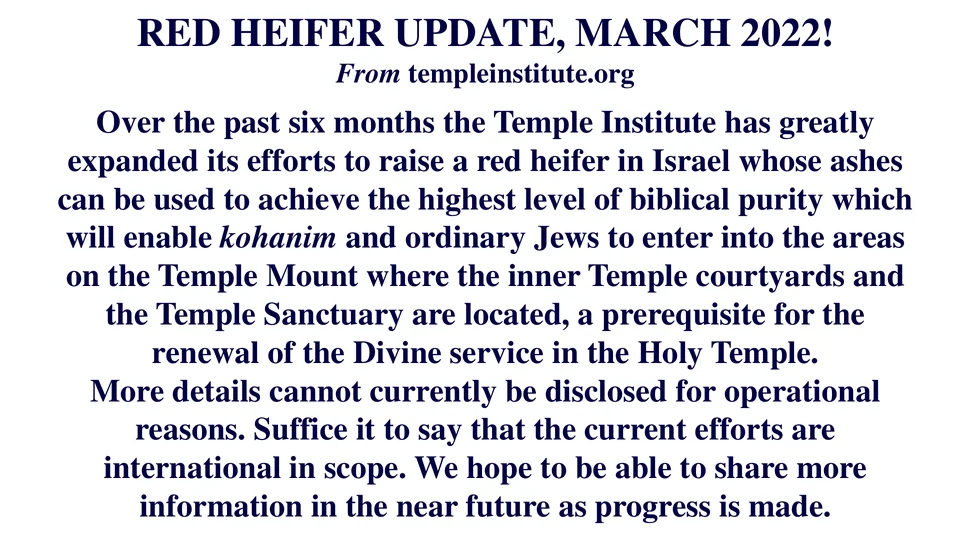 RED HEIFER UPDATE, MARCH 2022!
From templeinstitute.org
Over the past six months the Temple Institute has greatly
expanded its efforts to raise a red heifer in Israel whose ashes
can be used to achieve the highest level of biblical purity which
will enable kohanim and ordinary Jews to enter into the areas
on the Temple Mount where the inner Temple courtyards and
the Temple Sanctuary are located, a prerequisite for the
renewal of the Divine service in the Holy Temple.
More details cannot currently be disclosed for operational
reasons. Suffice it to say that the current efforts are
international in scope. We hope to be able to share more
information in the near future as progress is made.